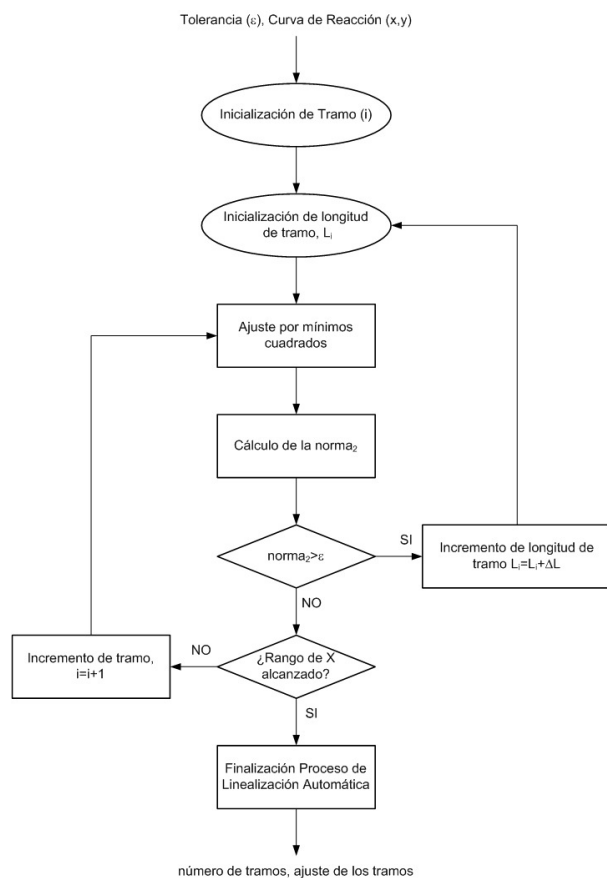 Tolerancia (ε), Curva de Reacción (x,y)
Inicialización de Tramo (i)
Inicialización de longitud
de tramo, Lᵢ
Ajuste por mínimos
cuadrados
Cálculo de la norma₂
norma₂>ε
SI
Incremento de longitud de
tramo Lᵢ=Lᵢ+ΔL
NO
¿Rango de X
alcanzado?
NO
Incremento de tramo,
i=i+1
SI
Finalización Proceso de
Linealización Automática
número de tramos, ajuste de los tramos